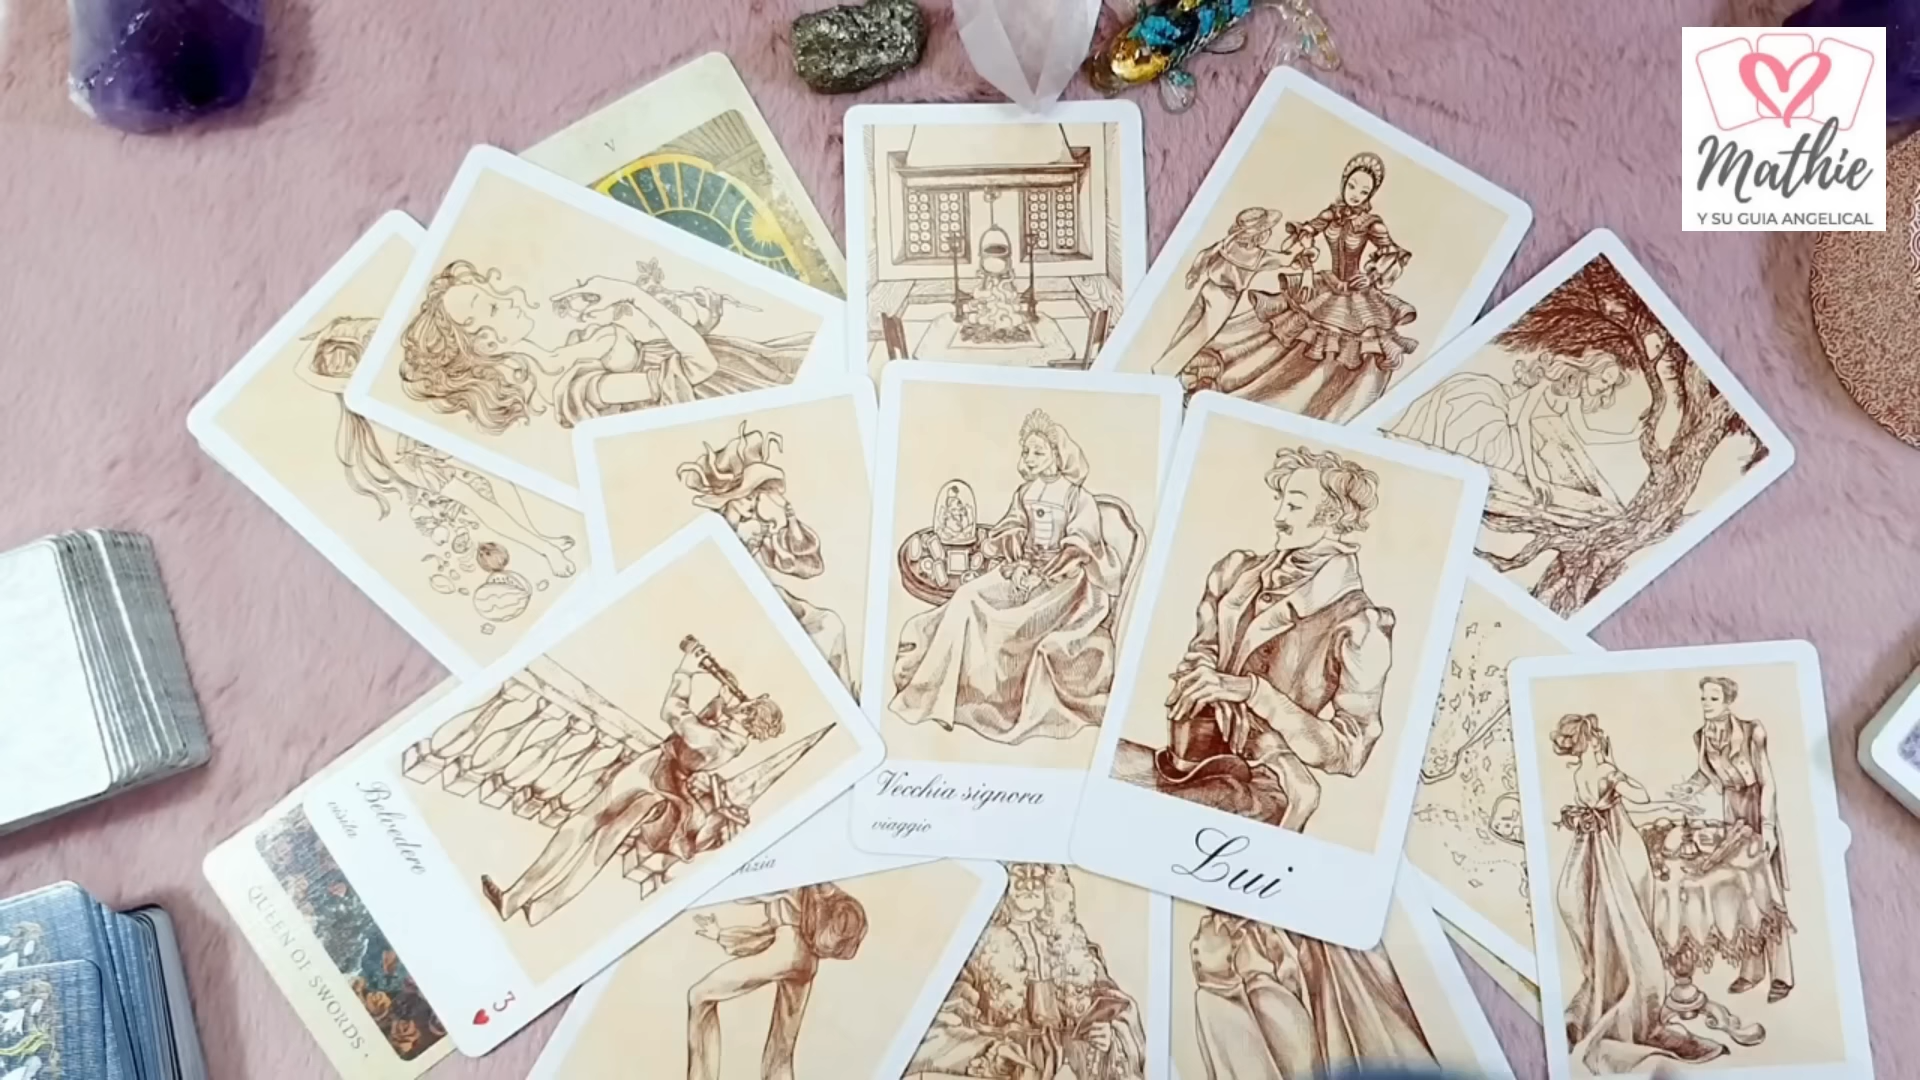 Mathie
Y SU GUIA ANGELICAL
V
Vecchia signora
viaggio
Lui
Belvedere
visita
3
QUEEN OF SWORDS